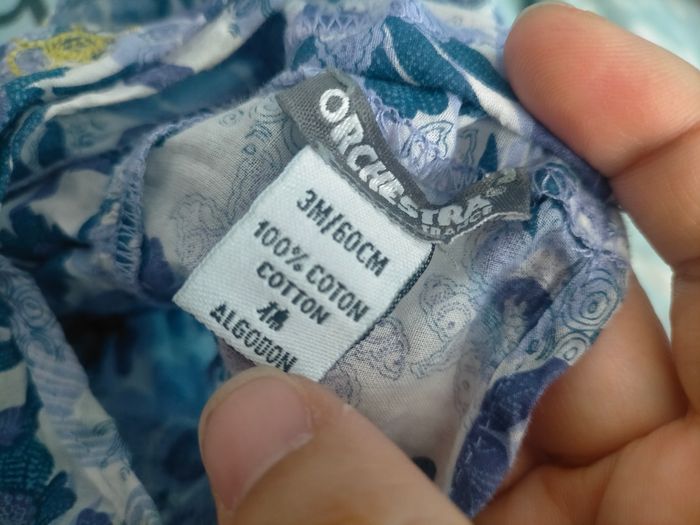 ORCHESTRA
3M/60CM
100% COTON
COTTON
棉
ALGODON